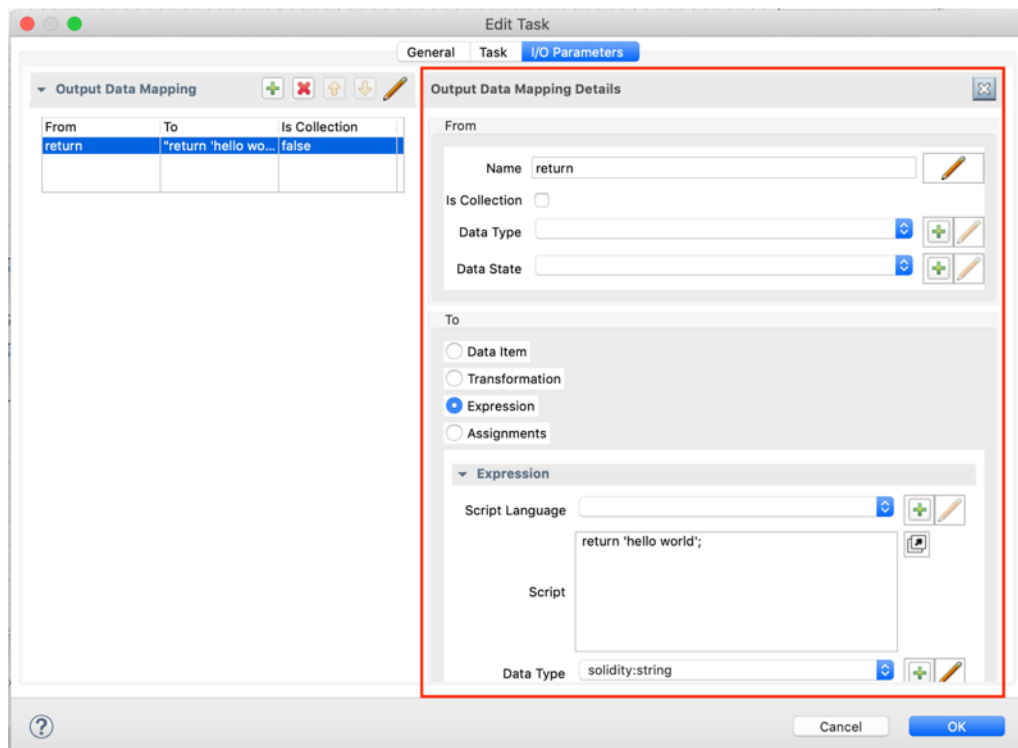 Edit Task
General Task I/O Parameters
Output Data Mapping
From To Is Collection
return "return 'hello wo... false
Output Data Mapping Details
From
Name return
Is Collection
Data Type
Data State
To
Data Item
Transformation
Expression
Assignments
Expression
Script Language
return 'hello world';
Script
Data Type solidity:string
?
Cancel OK